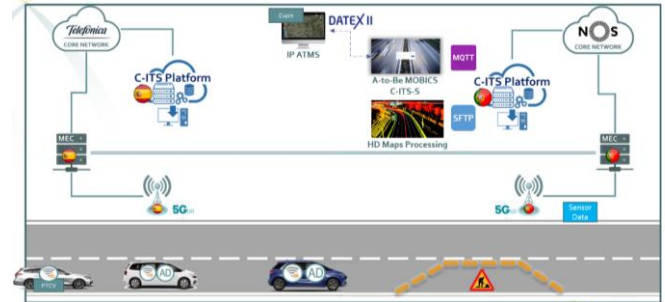 Telefónica
CORE NETWORK
C-ITS Platform
Event
DATEX II
IP ATMS
A-to-Be MOBICS
C-ITS-S
MQTT
HD Maps Processing
SFTP
NOS
CORE NETWORK
C-ITS Platform
MEC
MEC
5G
5G
Sensor
Data
PTCV
AD
AD